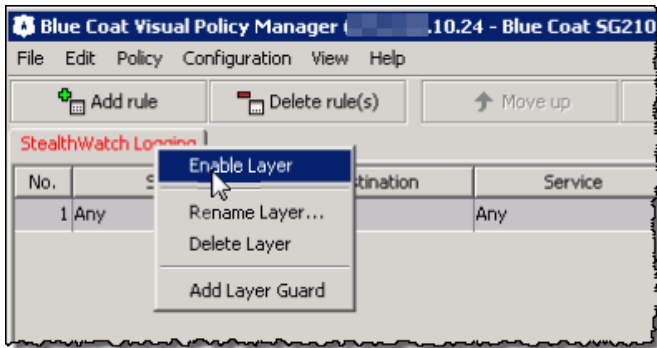 Blue Coat Visual Policy Manager ( .10.24 - Blue Coat SG210
File Edit Policy Configuration View Help
Add rule Delete rule(s) Move up
StealthWatch Logging
Enable Layer
No. S tination Service
1 Any Any
Rename Layer...
Delete Layer
Add Layer Guard